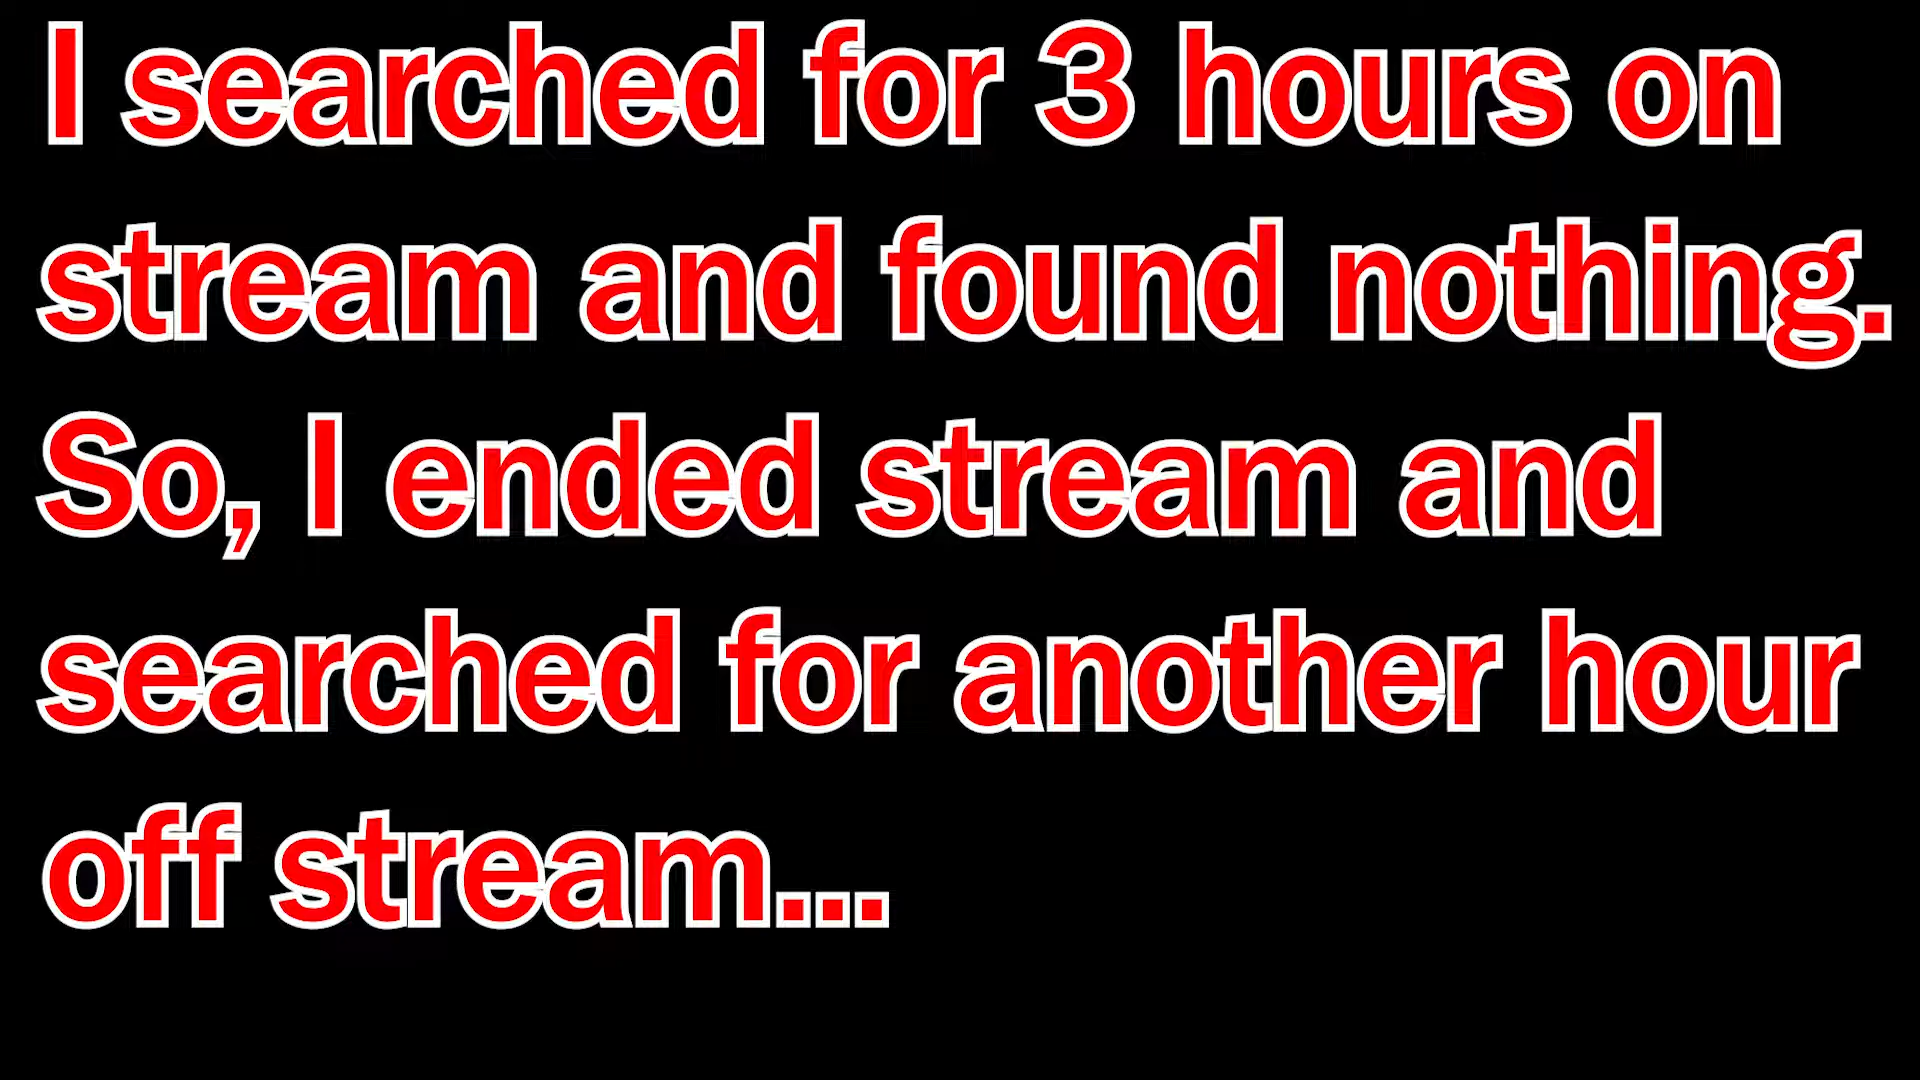 I searched for 3 hours on
stream and found nothing.
So, I ended stream and
searched for another hour
off stream...